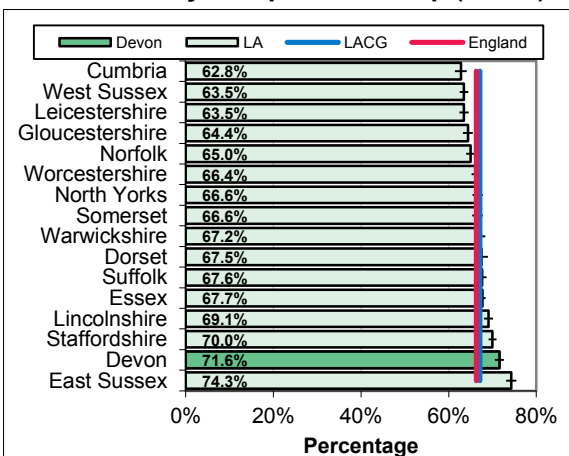 Devon LA LACG England
Cumbria 62.8%
West Sussex 63.5%
Leicestershire 63.5%
Gloucestershire 64.4%
Norfolk 65.0%
Worcestershire 66.4%
North Yorks 66.6%
Somerset 66.6%
Warwickshire 67.2%
Dorset 67.5%
Suffolk 67.6%
Essex 67.7%
Lincolnshire 69.1%
Staffordshire 70.0%
Devon 71.6%
East Sussex 74.3%
0% 20% 40% 60% 80%
Percentage